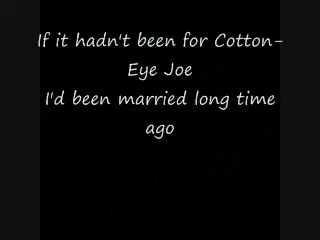 If it hadn't been for Cotton-
Eye Joe
I'd been married long time
ago